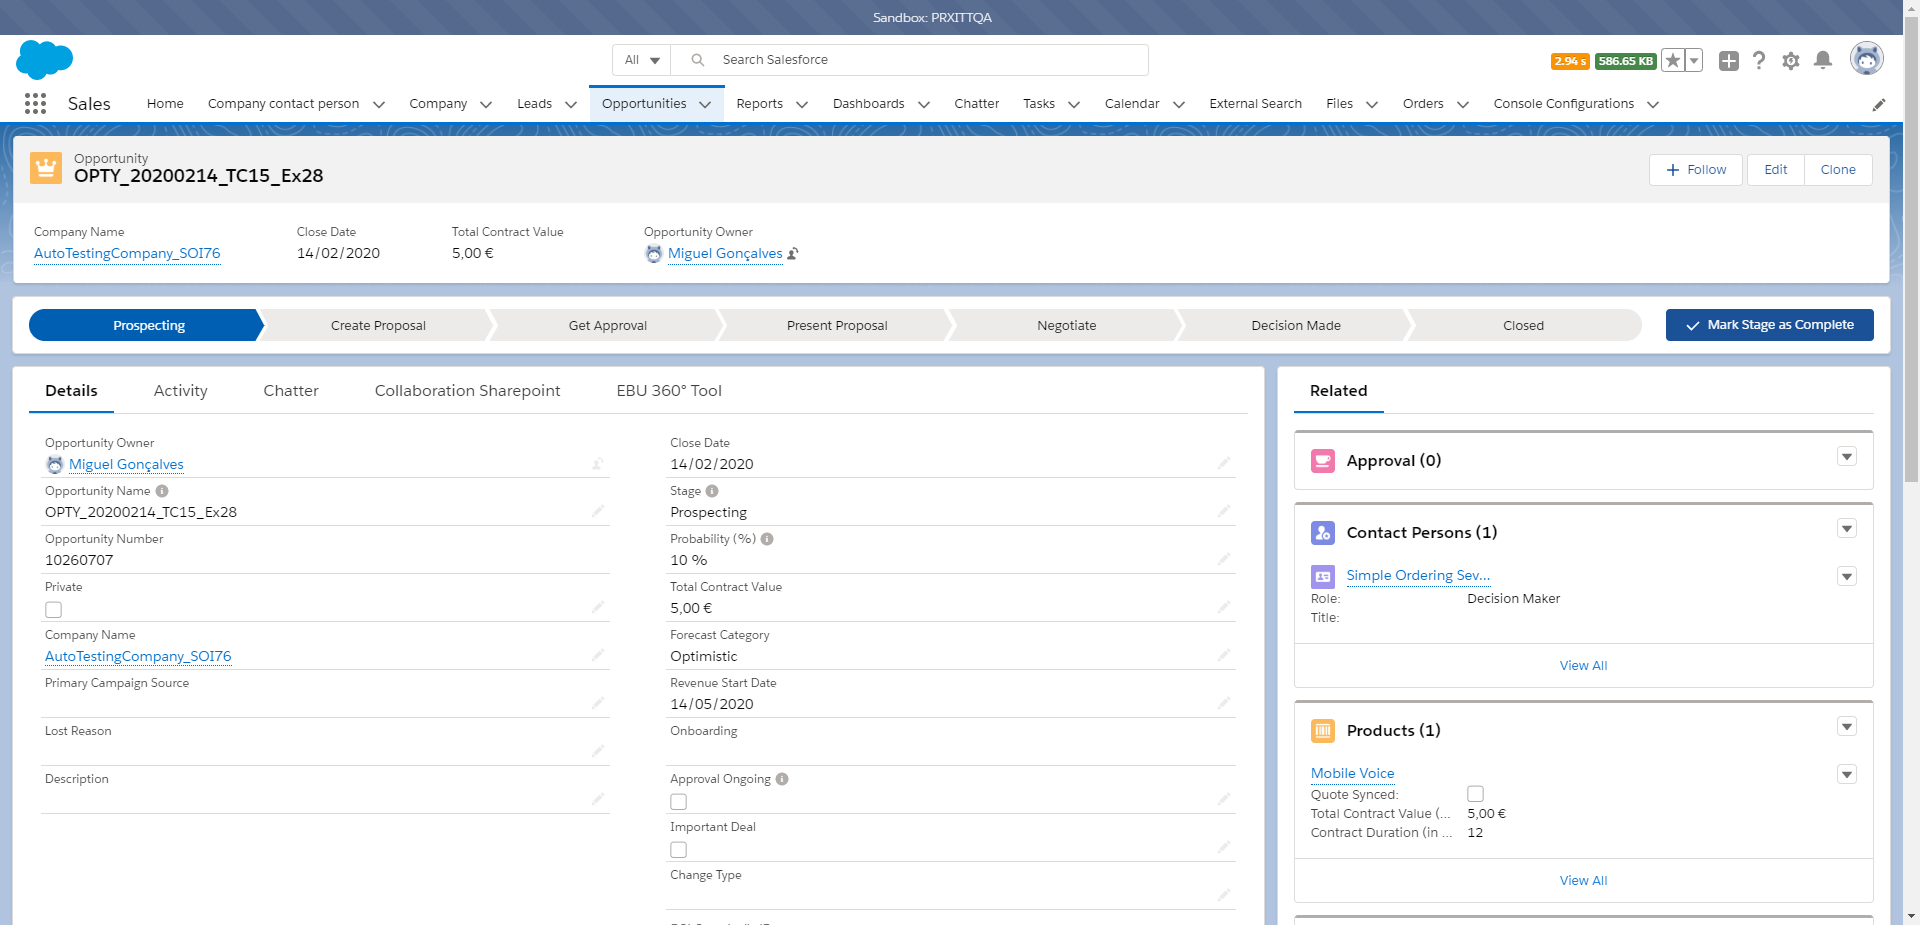 Sandbox: PRXITTQA
All
Search Salesforce
2.94 s
586.65 KB
Sales
Home
Company contact person
Company
Leads
Opportunities
Reports
Dashboards
Chatter
Tasks
Calendar
External Search
Files
Orders
Console Configurations
Opportunity
OPTY_20200214_TC15_Ex28
Follow
Edit
Clone
Company Name
Close Date
Total Contract Value
Opportunity Owner
AutoTestingCompany_SOI76
14/02/2020
5,00 €
Miguel Gonçalves
Prospecting
Create Proposal
Get Approval
Present Proposal
Negotiate
Decision Made
Closed
Mark Stage as Complete
Details
Activity
Chatter
Collaboration Sharepoint
EBU 360° Tool
Opportunity Owner
Miguel Gonçalves
Opportunity Name
OPTY_20200214_TC15_Ex28
Opportunity Number
10260707
Private
Company Name
AutoTestingCompany_SOI76
Primary Campaign Source
Lost Reason
Description
Close Date
14/02/2020
Stage
Prospecting
Probability (%)
10 %
Total Contract Value
5,00 €
Forecast Category
Optimistic
Revenue Start Date
14/05/2020
Onboarding
Approval Ongoing
Important Deal
Change Type
Related
Approval (0)
Contact Persons (1)
Simple Ordering Sev...
Role: Decision Maker
Title:
View All
Products (1)
Mobile Voice
Quote Synced:
Total Contract Value (... 5,00 €
Contract Duration (in ... 12
View All